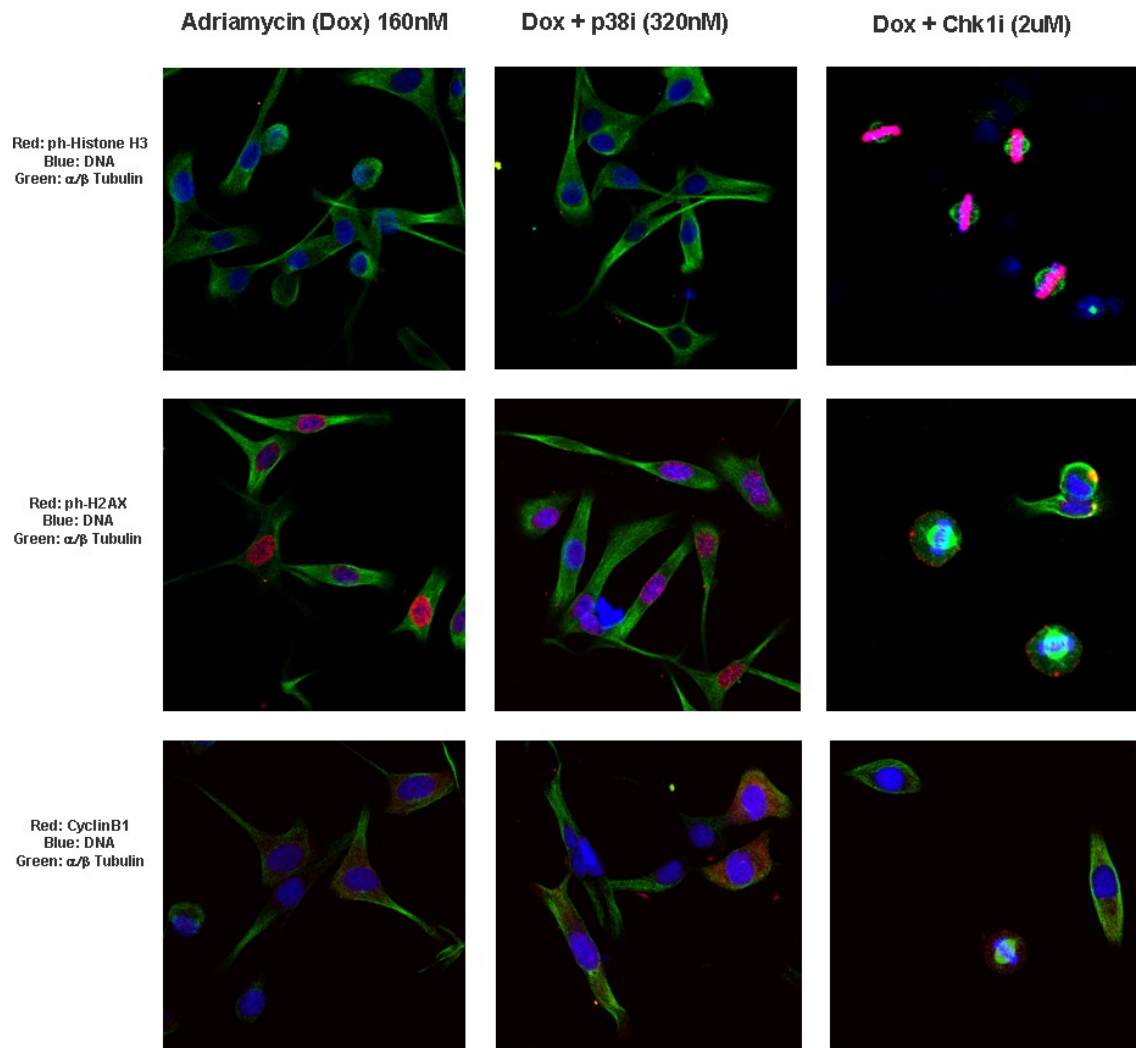 Adriamycin (Dox) 160nM
Dox + p38i (320nM)
Dox + Chk1i (2uM)
Red: ph-Histone H3
Blue: DNA
Green: α/β Tubulin
Red: ph-H2AX
Blue: DNA
Green: α/β Tubulin
Red: CyclinB1
Blue: DNA
Green: α/β Tubulin